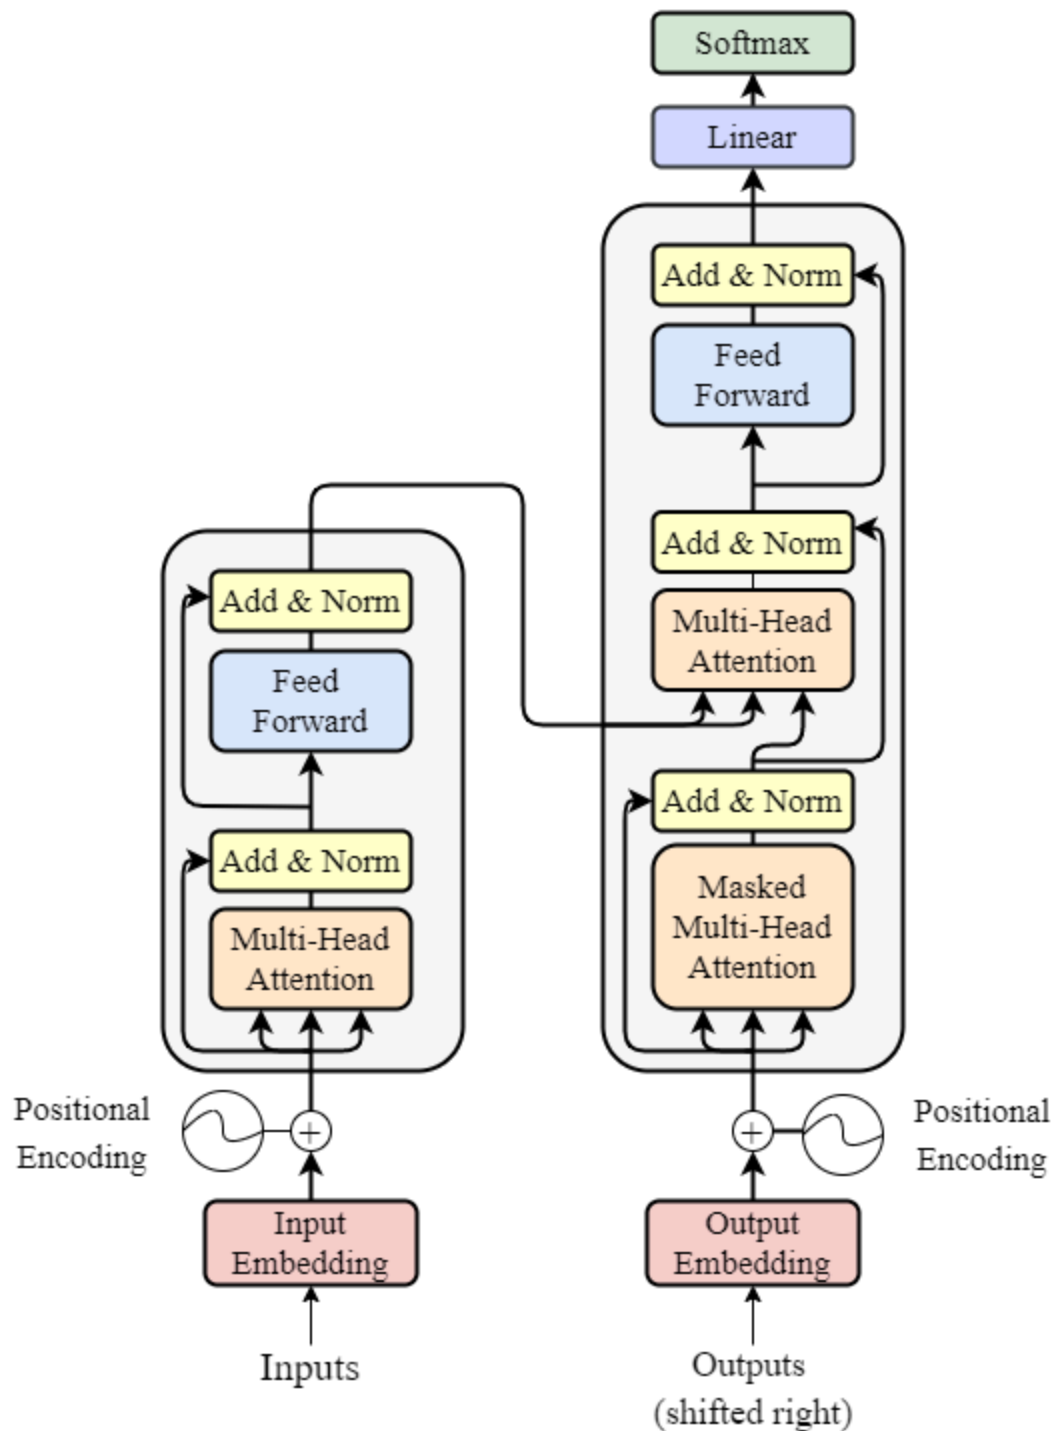 Softmax
Linear
Add & Norm
Feed
Forward
Add & Norm
Multi-Head
Attention
Add & Norm
Masked
Multi-Head
Attention
Add & Norm
Feed
Forward
Add & Norm
Multi-Head
Attention
Positional
Encoding
+
Input
Embedding
Inputs
+
Positional
Encoding
Output
Embedding
Outputs
(shifted right)